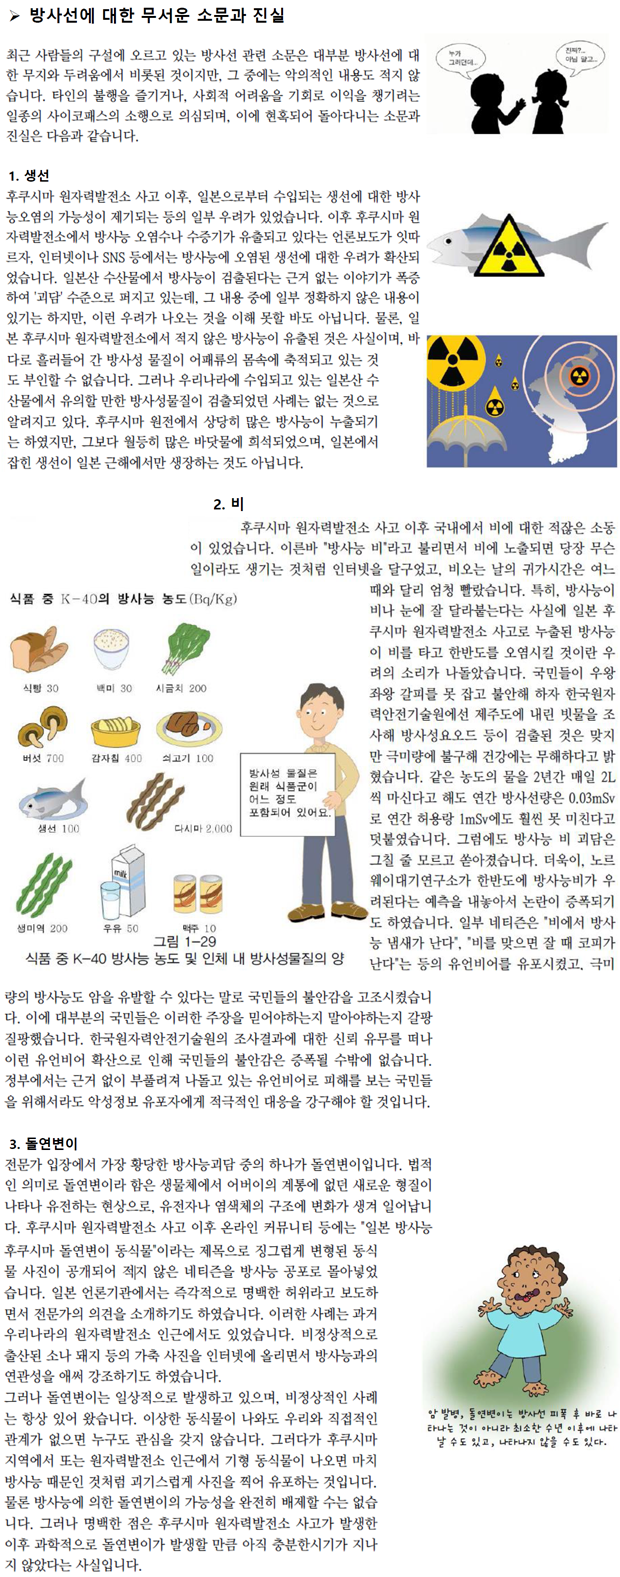 ➢ 방사선에 대한 무서운 소문과 진실
최근 사람들의 구설에 오르고 있는 방사선 관련 소문은 대부분 방사선에 대
한 무지와 두려움에서 비롯된 것이지만, 그 중에는 악의적인 내용도 적지 않
습니다. 타인의 불행을 즐기거나, 사회적 어려움을 기회로 이익을 챙기려는
일종의 사이코패스의 소행으로 의심되며, 이에 현혹되어 돌아다니는 소문과
진실은 다음과 같습니다.
누가
그러던데...
진짜?...
아님 말고...
1. 생선
후쿠시마 원자력발전소 사고 이후, 일본으로부터 수입되는 생선에 대한 방사
능오염의 가능성이 제기되는 등의 일부 우려가 있었습니다. 이후 후쿠시마 원
자력발전소에서 방사능 오염수나 수증기가 유출되고 있다는 언론보도가 잇따
르자, 인터넷이나 SNS 등에서는 방사능에 오염된 생선에 대한 우려가 확산되
었습니다. 일본산 수산물에서 방사능이 검출된다는 근거 없는 이야기가 폭증
하여 '괴담' 수준으로 퍼지고 있는데, 그 내용 중에 일부 정확하지 않은 내용이
있기는 하지만, 이런 우려가 나오는 것을 이해 못할 바도 아닙니다. 물론, 일
본 후쿠시마 원자력발전소에서 적지 않은 방사능이 유출된 것은 사실이며, 바
다로 흘러들어 간 방사성 물질이 어패류의 몸속에 축적되고 있는 것
도 부인할 수 없습니다. 그러나 우리나라에 수입되고 있는 일본산 수
산물에서 유의할 만한 방사성물질이 검출되었던 사례는 없는 것으로
알려지고 있다. 후쿠시마 원전에서 상당히 많은 방사능이 누출되기
는 하였지만, 그보다 월등히 많은 바닷물에 희석되었으며, 일본에서
잡힌 생선이 일본 근해에서만 생장하는 것도 아닙니다.
2. 비
후쿠시마 원자력발전소 사고 이후 국내에서 비에 대한 적잖은 소동
이 있었습니다. 이른바 "방사능 비"라고 불리면서 비에 노출되면 당장 무슨
일이라도 생기는 것처럼 인터넷을 달구었고, 비오는 날의 귀가시간은 여느
때와 달리 엄청 빨랐습니다. 특히, 방사능이
비나 눈에 잘 달라붙는다는 사실에 일본 후
쿠시마 원자력발전소 사고로 누출된 방사능
이 비를 타고 한반도를 오염시킬 것이란 우
려의 소리가 나돌았습니다. 국민들이 우왕
좌왕 갈피를 못 잡고 불안해 하자 한국원자
력안전기술원에선 제주도에 내린 빗물을 조
사해 방사성요오드 등이 검출된 것은 맞지
만 극미량에 불구해 건강에는 무해하다고 밝
혔습니다. 같은 농도의 물을 2년간 매일 2L
씩 마신다고 해도 연간 방사선량은 0.03mSv
로 연간 허용량 1mSv에도 훨씬 못 미친다고
덧붙였습니다. 그럼에도 방사능 비 괴담은
그칠 줄 모르고 쏟아졌습니다. 더욱이, 노르
웨이대기연구소가 한반도에 방사능비가 우
려된다는 예측을 내놓아서 논란이 증폭되기
도 하였습니다. 일부 네티즌은 "비에서 방사
능 냄새가 난다", "비를 맞으면 잘 때 코피가
난다"는 등의 유언비어를 유포시켰고, 극미
식품 중 K-40의 방사능 농도(Bq/Kg)
식빵 30
백미 30
시금치 200
버섯 700
감자칩 400
쇠고기 100
생선 100
다시마 2,000
생미역 200
우유 50
맥주 10
milk
방사성 물질은
원래 식품군이
어느 정도
포함되어 있어요.
그림 1-29
식품 중 K-40 방사능 농도 및 인체 내 방사성물질의 양
량의 방사능도 암을 유발할 수 있다는 말로 국민들의 불안감을 고조시켰습니
다. 이에 대부분의 국민들은 이러한 주장을 믿어야하는지 말아야하는지 갈팡
질팡했습니다. 한국원자력안전기술원의 조사결과에 대한 신뢰 유무를 떠나
이런 유언비어 확산으로 인해 국민들의 불안감은 증폭될 수밖에 없습니다.
정부에서는 근거 없이 부풀려져 나돌고 있는 유언비어로 피해를 보는 국민들
을 위해서라도 악성정보 유포자에게 적극적인 대응을 강구해야 할 것입니다.
3. 돌연변이
전문가 입장에서 가장 황당한 방사능괴담 중의 하나가 돌연변이입니다. 법적
인 의미로 돌연변이라 함은 생물체에서 어버이의 계통에 없던 새로운 형질이
나타나 유전하는 현상으로, 유전자나 염색체의 구조에 변화가 생겨 일어납니
다. 후쿠시마 원자력발전소 사고 이후 온라인 커뮤니티 등에는 "일본 방사능
후쿠시마 돌연변이 동식물"이라는 제목으로 징그럽게 변형된 동식
물 사진이 공개되어 적지 않은 네티즌을 방사능 공포로 몰아넣었
습니다. 일본 언론기관에서는 즉각적으로 명백한 허위라고 보도하
면서 전문가의 의견을 소개하기도 하였습니다. 이러한 사례는 과거
우리나라의 원자력발전소 인근에서도 있었습니다. 비정상적으로
출산된 소나 돼지 등의 가축 사진을 인터넷에 올리면서 방사능과의
연관성을 애써 강조하기도 하였습니다.
그러나 돌연변이는 일상적으로 발생하고 있으며, 비정상적인 사례
는 항상 있어 왔습니다. 이상한 동식물이 나와도 우리와 직접적인
관계가 없으면 누구도 관심을 갖지 않습니다. 그러다가 후쿠시마
지역에서 또는 원자력발전소 인근에서 기형 동식물이 나오면 마치
방사능 때문인 것처럼 괴기스럽게 사진을 찍어 유포하는 것입니다.
물론 방사능에 의한 돌연변이의 가능성을 완전히 배제할 수는 없습
니다. 그러나 명백한 점은 후쿠시마 원자력발전소 사고가 발생한
이후 과학적으로 돌연변이가 발생할 만큼 아직 충분한시기가 지나
지 않았다는 사실입니다.
암 발병, 돌연변이는 방사선 피폭 후 바로 나
타나는 것이 아니라 최소한 수년 이후에 나타
날 수도 있고, 나타나지 않을 수도 있다.